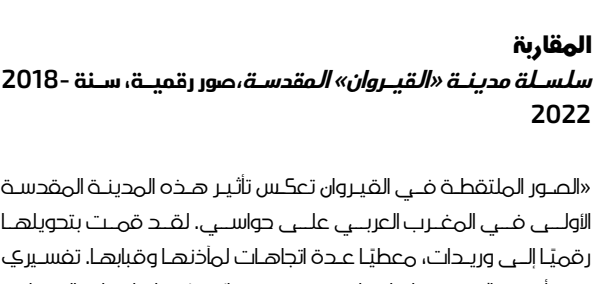 المقاربة
سلسلة مدينة «القيروان» المقدسة،صور رقمية، سنة -2018
2022
«الصور الملتقطة في القيروان تعكس تأثير هذه المدينة المقدسة
الأولى في المغرب العربي على حواسي. لقد قمت بتحويلها
رقميًا إلى وريدات، معطيًا عدة اتجاهات لمآذنها وقبابها. تفسيري